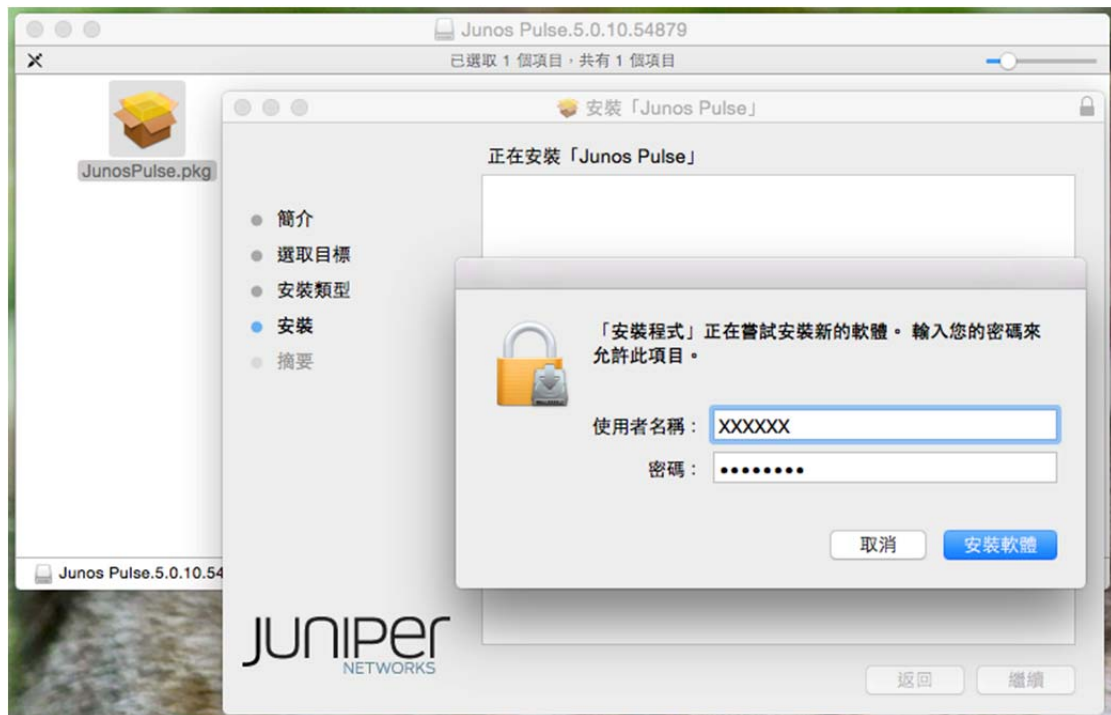 Junos Pulse.5.0.10.54879
已選取 1 個項目，共有 1 個項目
JunosPulse.pkg
安裝「Junos Pulse」
正在安裝「Junos Pulse」
簡介
選取目標
安裝類型
安裝
摘要
「安裝程式」正在嘗試安裝新的軟體。 輸入您的密碼來
允許此項目。
使用者名稱：XXXXXX
密碼：••••••••
取消 安裝軟體
Junos Pulse.5.0.10.54
JUNIPEr
NETWORKS
返回 繼續